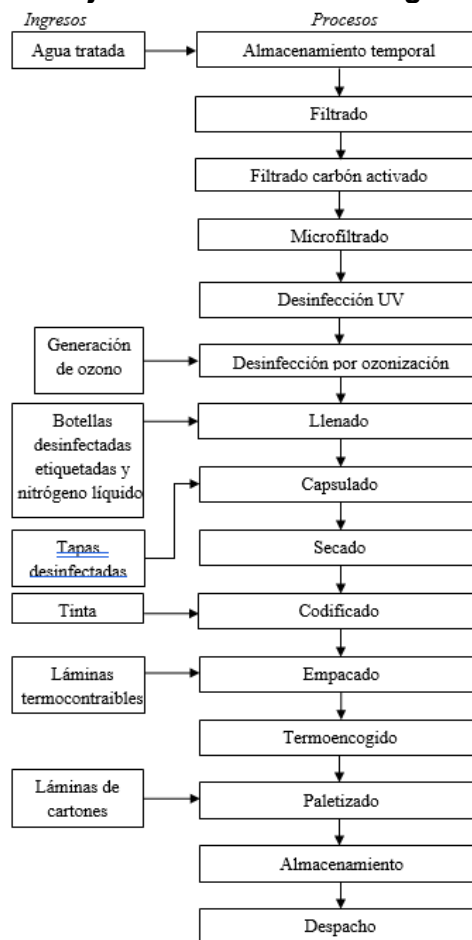 Ingresos
Procesos
Agua tratada
Almacenamiento temporal
Filtrado
Filtrado carbón activado
Microfiltrado
Desinfección UV
Generación
de ozono
Desinfección por ozonización
Botellas
desinfectadas
etiquetadas y
nitrógeno líquido
Llenado
Capsulado
Tapas
desinfectadas
Secado
Tinta
Codificado
Láminas
termocontraibles
Empacado
Termoencogido
Láminas de
cartones
Paletizado
Almacenamiento
Despacho